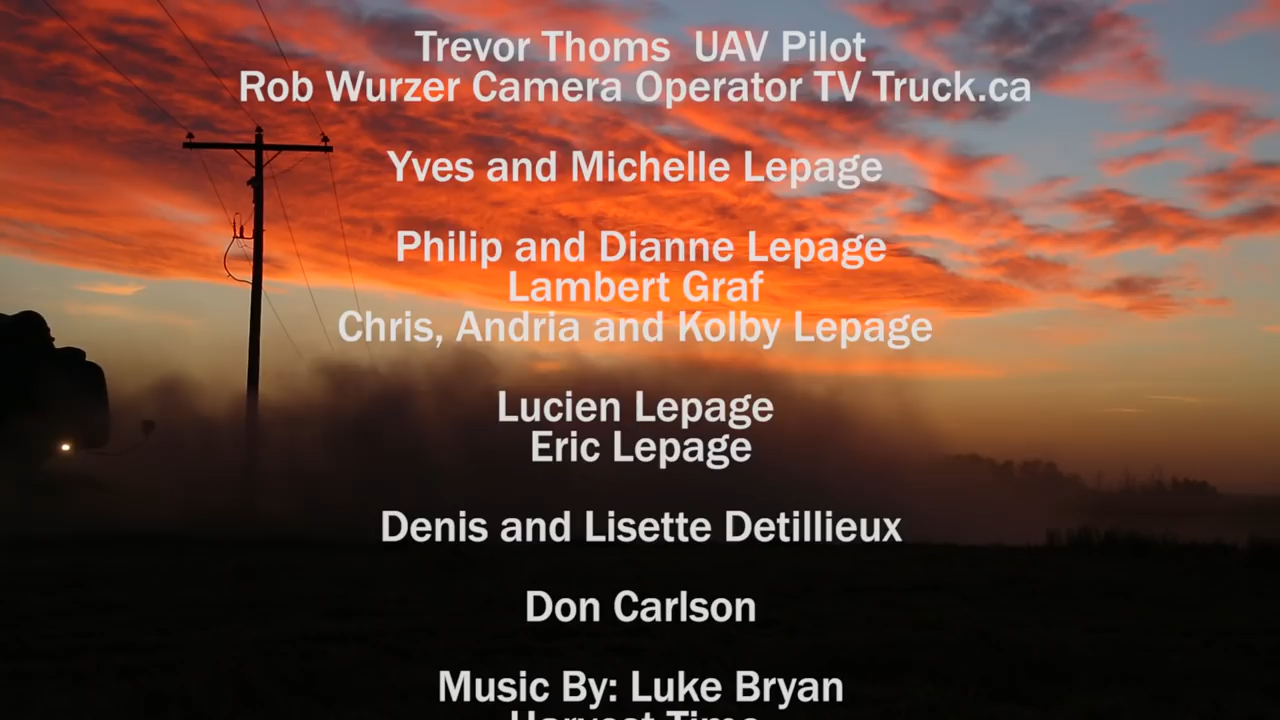 Trevor Thoms  UAV Pilot
Rob Wurzer Camera Operator TV Truck.ca
Yves and Michelle Lepage
Philip and Dianne Lepage
Lambert Graf
Chris, Andria and Kolby Lepage
Lucien Lepage
Eric Lepage
Denis and Lisette Detillieux
Don Carlson
Music By: Luke Bryan
Harvest Time